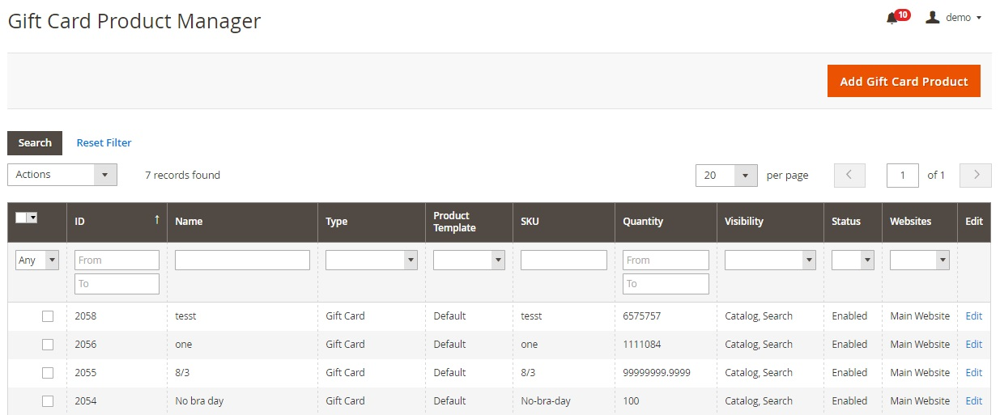 Gift Card Product Manager
10
demo
Add Gift Card Product
Search Reset Filter
Actions 7 records found 20 per page 1 of 1
ID ↑ Name Type Product Template SKU Quantity Visibility Status Websites Edit
Any From From
To To
2058 tesst Gift Card Default tesst 6575757 Catalog, Search Enabled Main Website Edit
2056 one Gift Card Default one 1111084 Catalog, Search Enabled Main Website Edit
2055 8/3 Gift Card Default 8/3 99999999.9999 Catalog, Search Enabled Main Website Edit
2054 No bra day Gift Card Default No-bra-day 100 Catalog, Search Enabled Main Website Edit